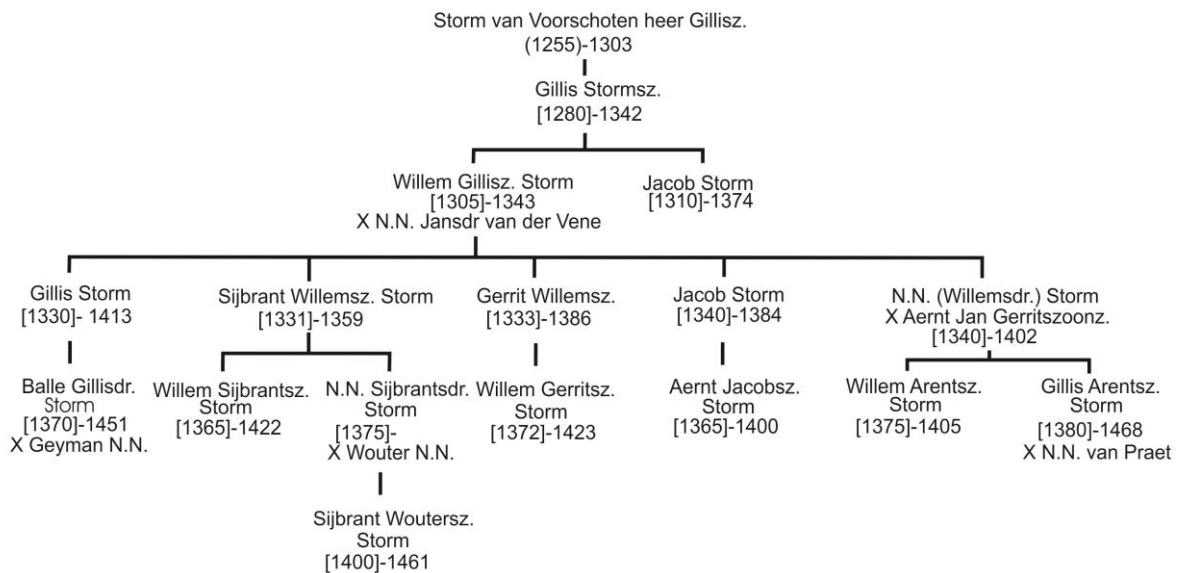 Storm van Voorschoten heer Gillisz.
(1255)-1303
Gillis Stormsz.
[1280]-1342
Willem Gillisz. Storm
[1305]-1343
X N.N. Jansdr van der Vene
Jacob Storm
[1310]-1374
Gillis Storm
[1330]- 1413
Sijbrant Willemsz. Storm
[1331]-1359
Gerrit Willemsz.
[1333]-1386
Jacob Storm
[1340]-1384
N.N. (Willemsdr.) Storm
X Aernt Jan Gerritszoonz.
[1340]-1402
Balle Gillisdr.
Storm
[1370]-1451
X Geyman N.N.
Willem Sijbrantsz.
Storm
[1365]-1422
N.N. Sijbrantsdr.
Storm
[1375]-
X Wouter N.N.
Willem Gerritsz.
Storm
[1372]-1423
Aernt Jacobsz.
Storm
[1365]-1400
Willem Arentsz.
Storm
[1375]-1405
Gillis Arentsz.
Storm
[1380]-1468
X N.N. van Praet
Sijbrant Woutersz.
Storm
[1400]-1461